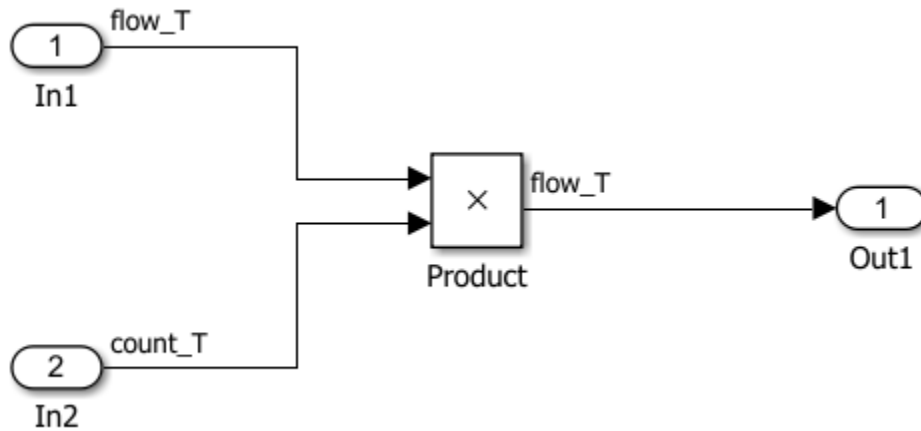 flow_T
1
In1
×
flow_T
Product
1
Out1
count_T
2
In2